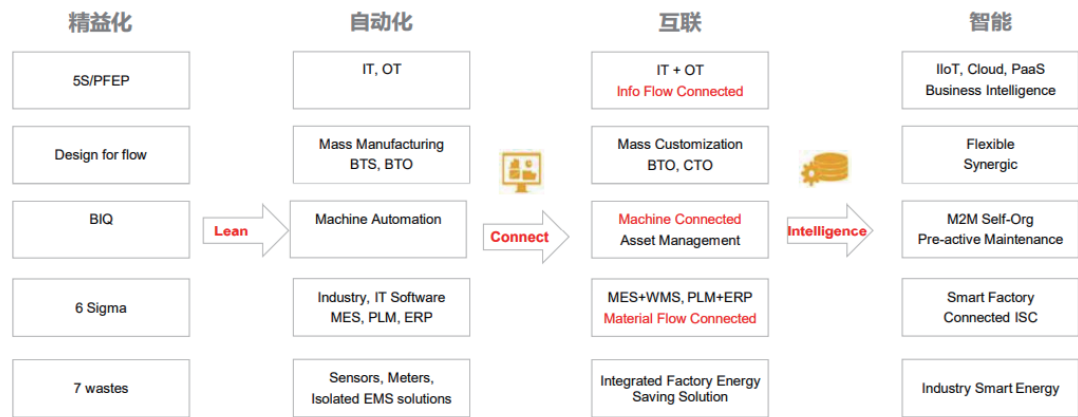 精益化
自动化
互联
智能
5S/PFEP
IT, OT
IT + OT
Info Flow Connected
IIoT, Cloud, PaaS
Business Intelligence
Design for flow
Mass Manufacturing
BTS, BTO
Mass Customization
BTO, CTO
Flexible
Synergic
BIQ
Lean
Machine Automation
Connect
Machine Connected
Asset Management
Intelligence
M2M Self-Org
Pre-active Maintenance
6 Sigma
Industry, IT Software
MES, PLM, ERP
MES+WMS, PLM+ERP
Material Flow Connected
Smart Factory
Connected ISC
7 wastes
Sensors, Meters,
Isolated EMS solutions
Integrated Factory Energy
Saving Solution
Industry Smart Energy